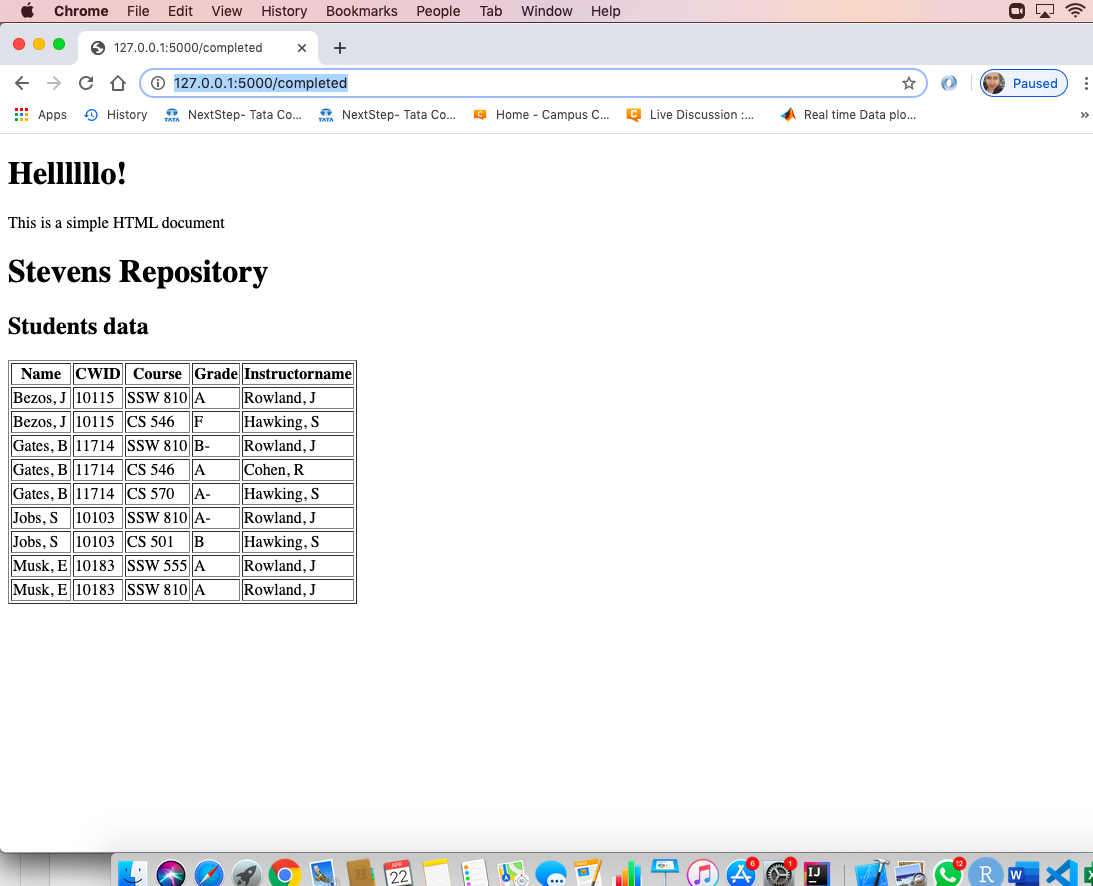 Chrome File Edit View History Bookmarks People Tab Window Help
127.0.0.1:5000/completed
127.0.0.1:5000/completed Paused
Apps History NextStep- Tata Co... NextStep- Tata Co... Home - Campus C... Live Discussion :... Real time Data plo... »
Hellllllo!
This is a simple HTML document
Stevens Repository
Students data
Name CWID Course Grade Instructorname
Bezos, J 10115 SSW 810 A Rowland, J
Bezos, J 10115 CS 546 F Hawking, S
Gates, B 11714 SSW 810 B- Rowland, J
Gates, B 11714 CS 546 A Cohen, R
Gates, B 11714 CS 570 A- Hawking, S
Jobs, S 10103 SSW 810 A- Rowland, J
Jobs, S 10103 CS 501 B Hawking, S
Musk, E 10183 SSW 555 A Rowland, J
Musk, E 10183 SSW 810 A Rowland, J
APR 22 6 1 IJ 12 R W